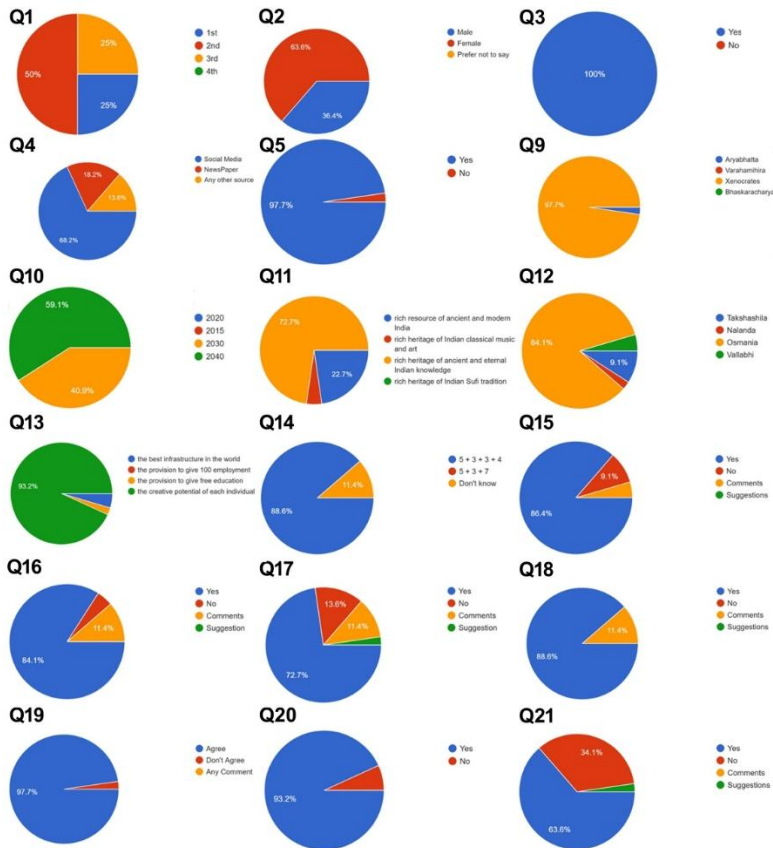 Q1
50%
25%
25%
1st
2nd
3rd
4th
Q2
63.6%
36.4%
Male
Female
Prefer not to say
Q3
100%
Yes
No
Q4
18.2%
13.6%
68.2%
Social Media
NewsPaper
Any other source
Q5
97.7%
Yes
No
Q9
97.7%
Aryabhatta
Varahamihira
Xenocrates
Bhaskaracharya
Q10
59.1%
40.9%
2020
2015
2030
2040
Q11
72.7%
22.7%
rich resource of ancient and modern
India
rich heritage of Indian classical music
and art
rich heritage of ancient and eternal
Indian knowledge
rich heritage of Indian Sufi tradition
Q12
84.1%
9.1%
Takshashila
Nalanda
Osmania
Vallabhi
Q13
93.2%
the best infrastructure in the world
the provision to give 100 employment
the provision to give free education
the creative potential of each individual
Q14
11.4%
88.6%
5 + 3 + 3 + 4
5 + 3 + 7
Don't know
Q15
9.1%
86.4%
Yes
No
Comments
Suggestions
Q16
11.4%
84.1%
Yes
No
Comments
Suggestion
Q17
13.6%
11.4%
72.7%
Yes
No
Comments
Suggestion
Q18
11.4%
88.6%
Yes
No
Comments
Suggestions
Q19
97.7%
Agree
Don't Agree
Any Comment
Q20
93.2%
Yes
No
Q21
34.1%
63.6%
Yes
No
Comments
Suggestions